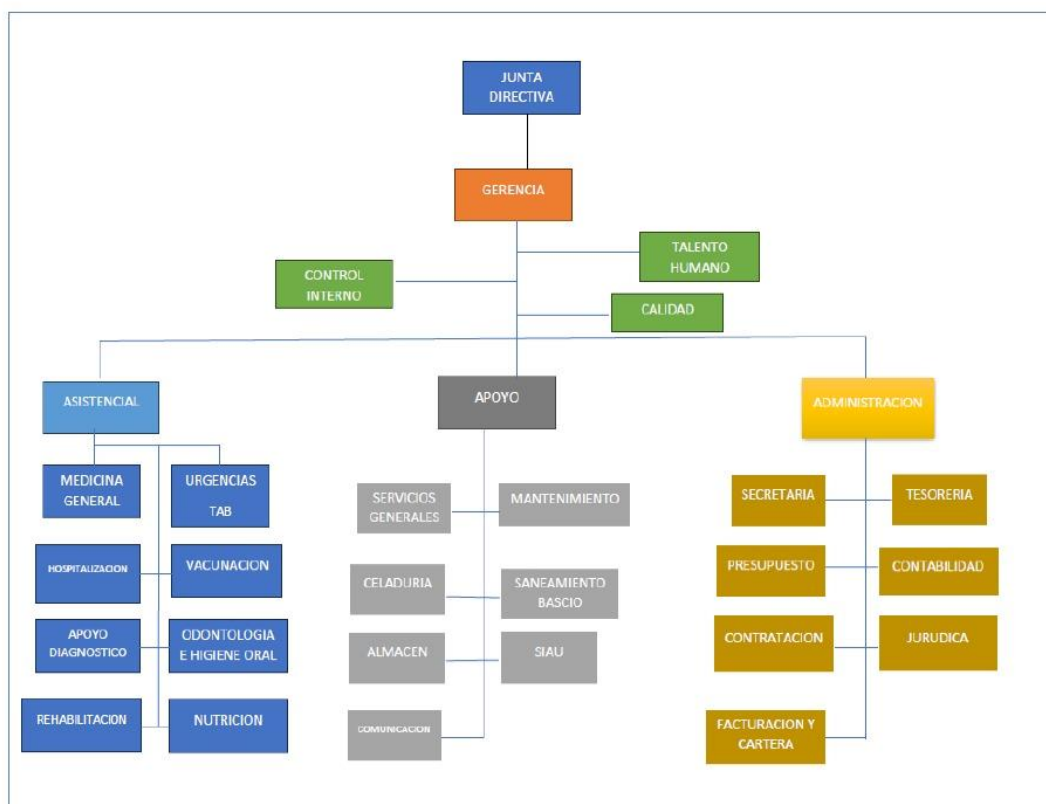 JUNTA
DIRECTIVA
GERENCIA
TALENTO
HUMANO
CONTROL
INTERNO
CALIDAD
ASISTENCIAL
APOYO
ADMINISTRACION
MEDICINA
GENERAL
URGENCIAS
TAB
SERVICIOS
GENERALES
MANTENIMIENTO
SECRETARIA
TESORERIA
HOSPITALIZACION
VACUNACION
CELADURIA
SANEAMIENTO
BASCIO
PRESUPUESTO
CONTABILIDAD
APOYO
DIAGNOSTICO
ODONTOLOGIA
E HIGIENE ORAL
ALMACEN
SIAU
CONTRATACION
JURUDICA
REHABILITACION
NUTRICION
COMUNICACION
FACTURACION Y
CARTERA